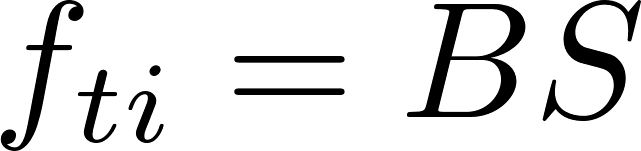 f_{ti} = BS